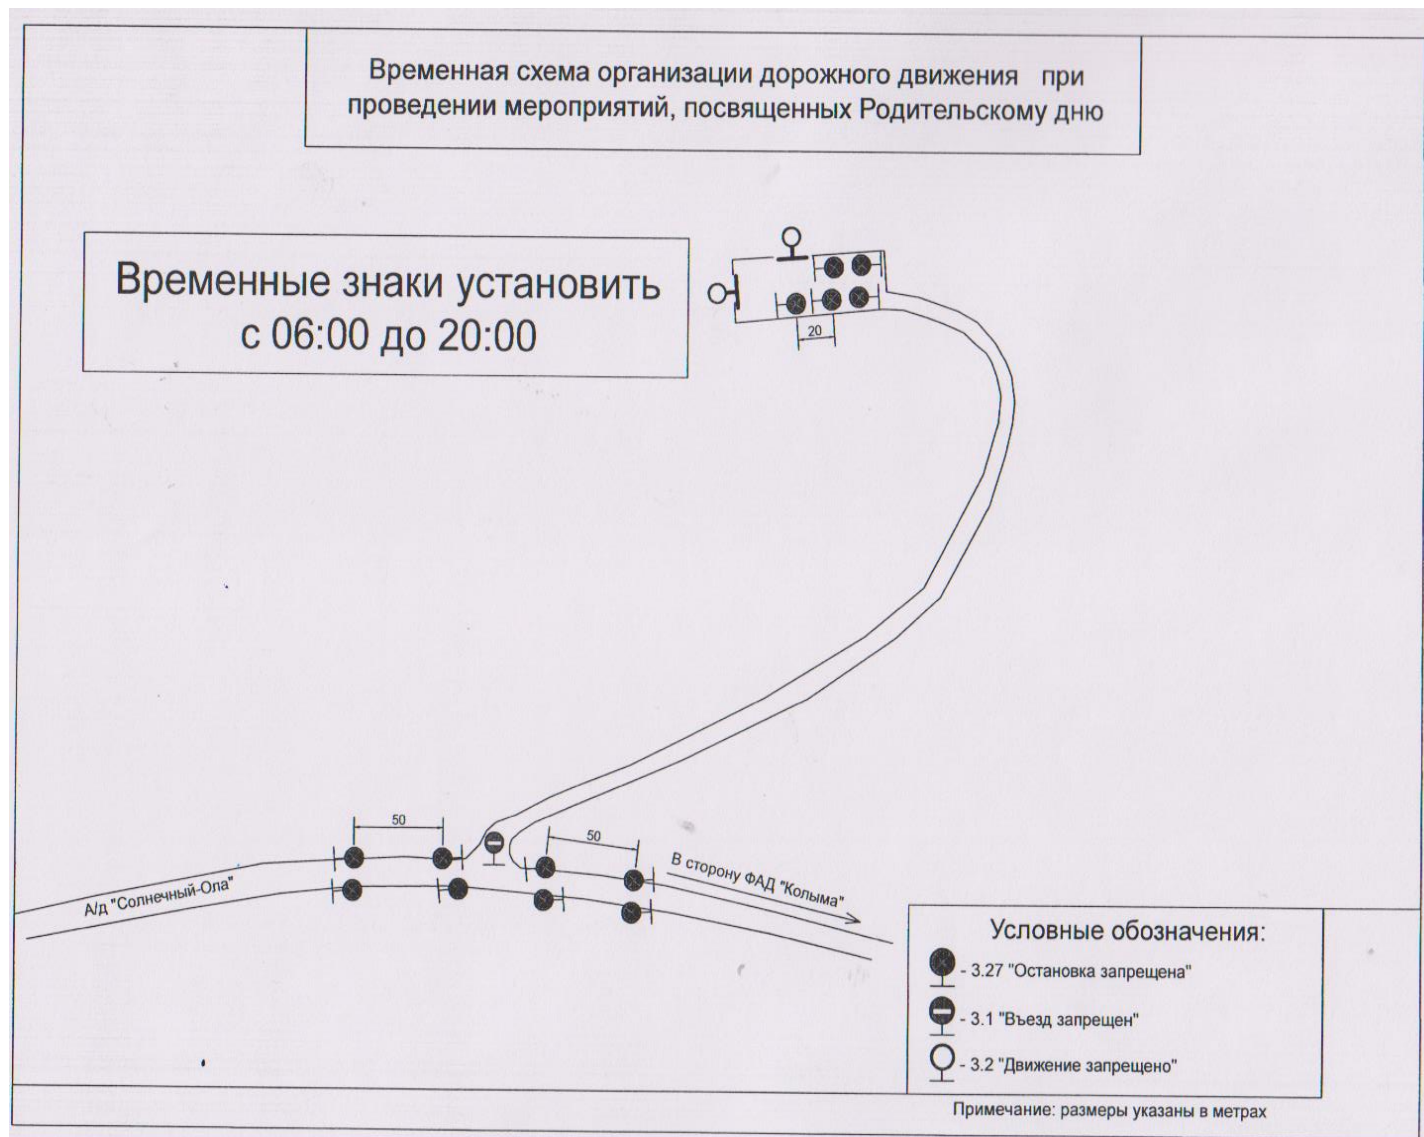 Временная схема организации дорожного движения при
проведении мероприятий, посвященных Родительскому дню
Временные знаки установить
с 06:00 до 20:00
20
50
50
А/д "Солнечный-Ола"
В сторону ФАД "Колыма"
Условные обозначения:
- 3.27 "Остановка запрещена"
- 3.1 "Въезд запрещен"
- 3.2 "Движение запрещено"
Примечание: размеры указаны в метрах